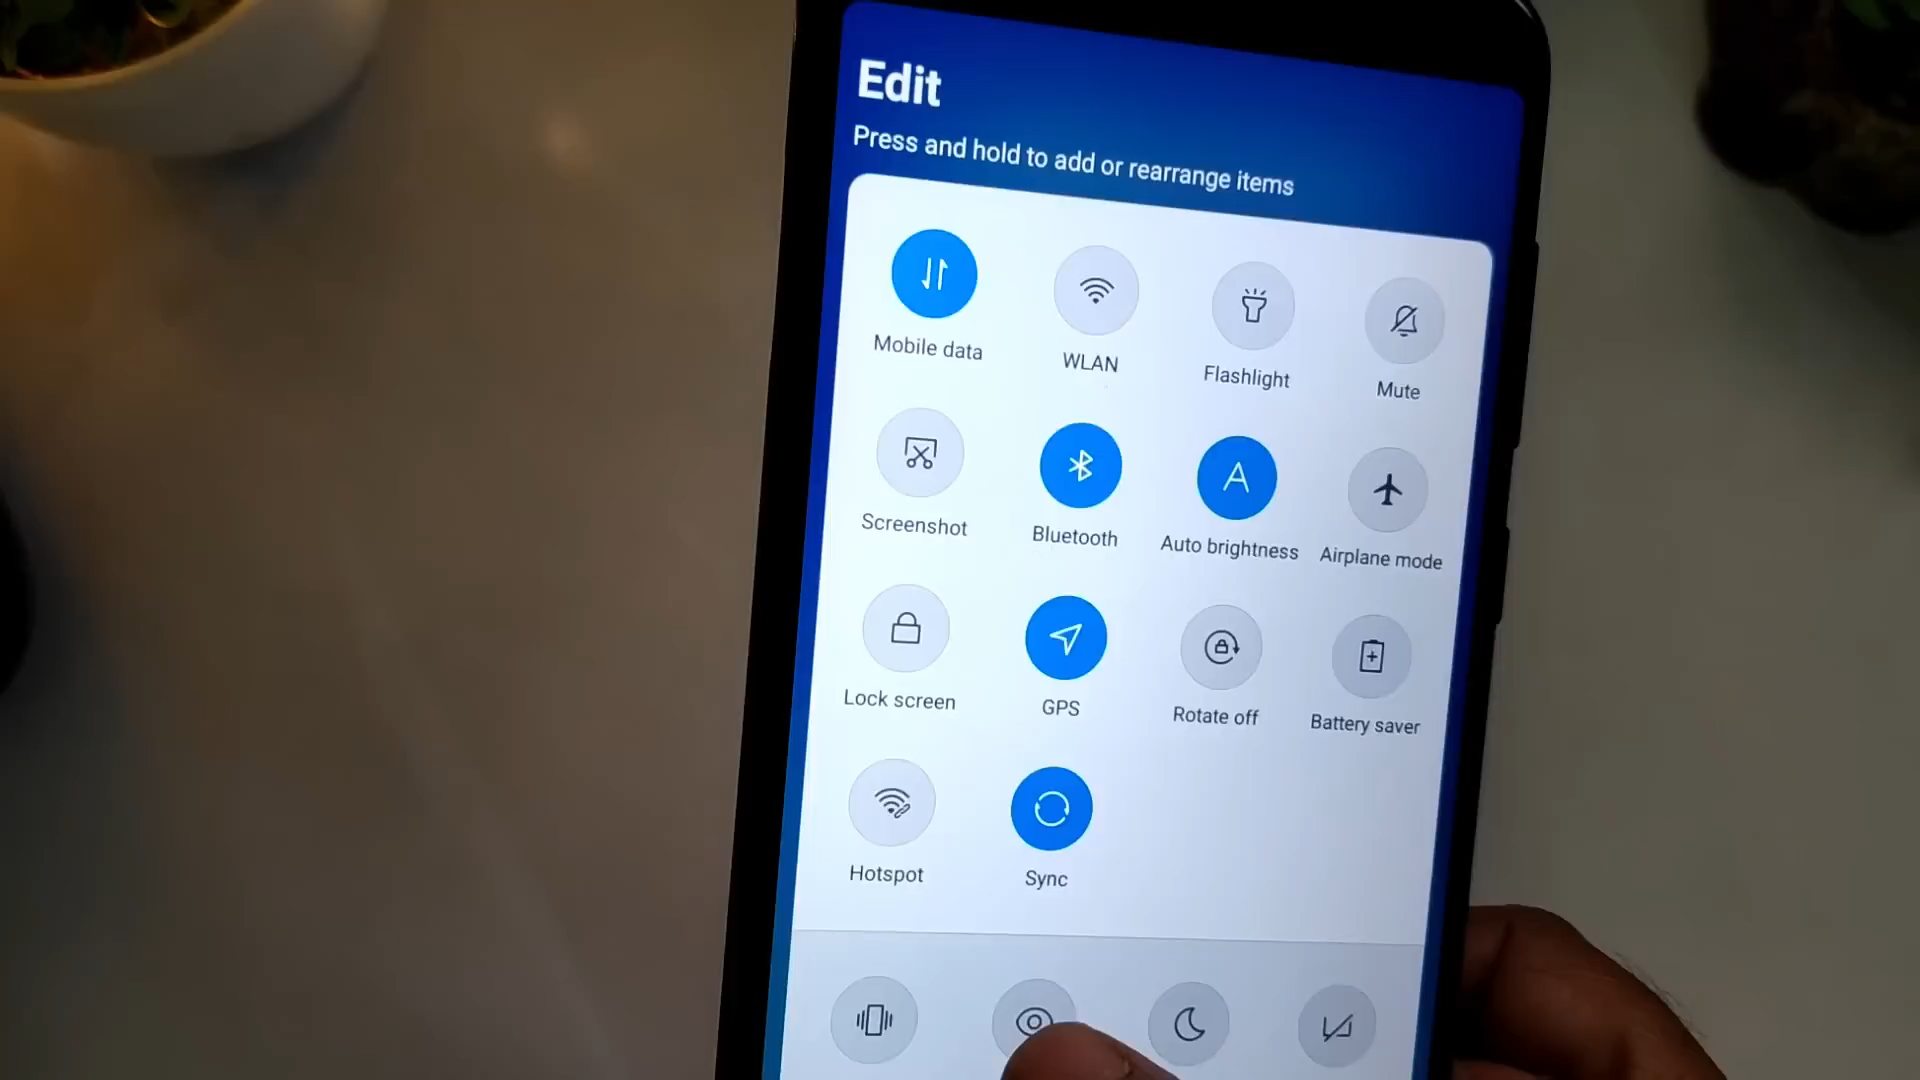 Edit
Press and hold to add or rearrange items
Mobile data
WLAN
Flashlight
Mute
Screenshot
Bluetooth
Auto brightness
Airplane mode
Lock screen
GPS
Rotate off
Battery saver
Hotspot
Sync